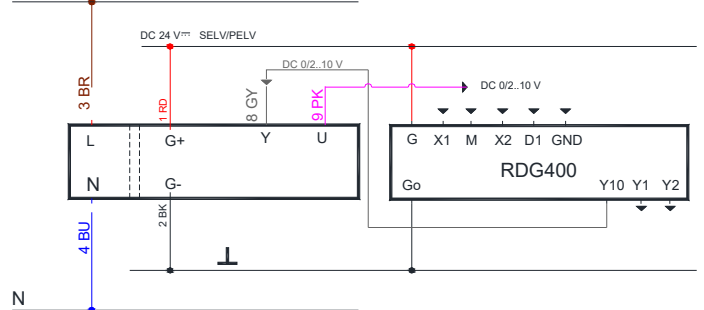 DC 24 V⎓ SELV/PELV
DC 0/2..10 V
DC 0/2..10 V
3 BR
1 RD
8 GY
9 PK
L G+ Y U
G X1 M X2 D1 GND
RDG400
N G-
Go Y10 Y1 Y2
4 BU
2 BK
N